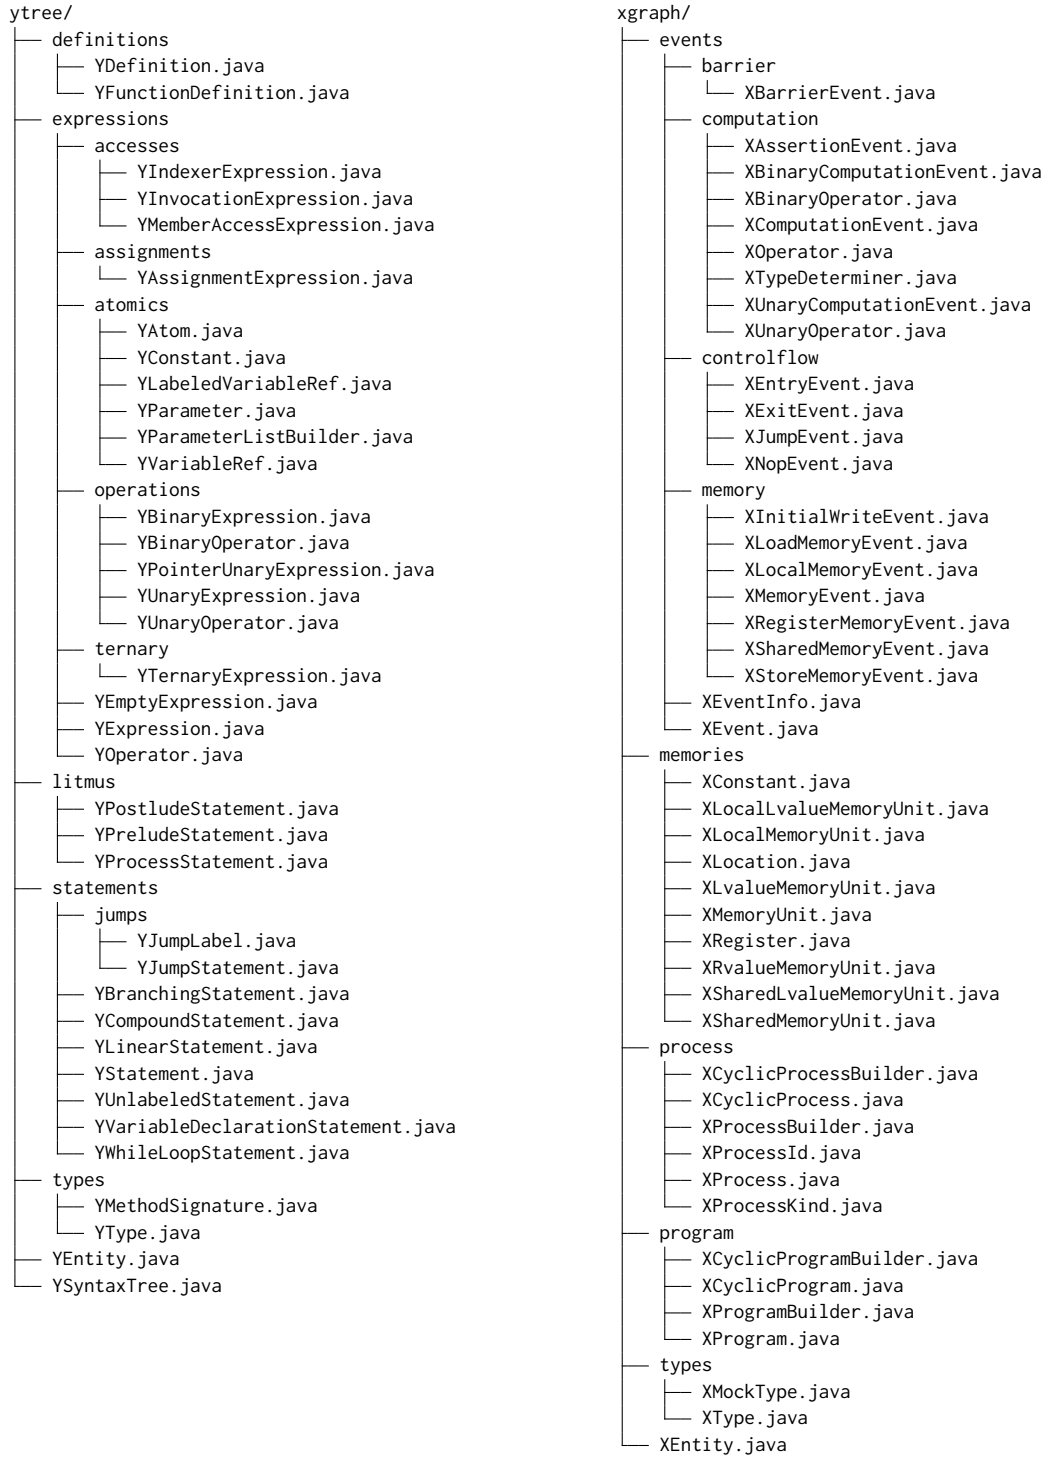 ytree/
├── definitions
│   ├── YDefinition.java
│   └── YFunctionDefinition.java
├── expressions
│   ├── accesses
│   │   ├── YIndexerExpression.java
│   │   ├── YInvocationExpression.java
│   │   └── YMemberAccessExpression.java
│   ├── assignments
│   │   └── YAssignmentExpression.java
│   ├── atomics
│   │   ├── YAtom.java
│   │   ├── YConstant.java
│   │   ├── YLabeledVariableRef.java
│   │   ├── YParameter.java
│   │   ├── YParameterListBuilder.java
│   │   └── YVariableRef.java
│   ├── operations
│   │   ├── YBinaryExpression.java
│   │   ├── YBinaryOperator.java
│   │   ├── YPointerUnaryExpression.java
│   │   ├── YUnaryExpression.java
│   │   └── YUnaryOperator.java
│   ├── ternary
│   │   └── YTernaryExpression.java
│   ├── YEmptyExpression.java
│   ├── YExpression.java
│   └── YOperator.java
├── litmus
│   ├── YPostludeStatement.java
│   ├── YPreludeStatement.java
│   └── YProcessStatement.java
├── statements
│   ├── jumps
│   │   ├── YJumpLabel.java
│   │   └── YJumpStatement.java
│   ├── YBranchingStatement.java
│   ├── YCompoundStatement.java
│   ├── YLinearStatement.java
│   ├── YStatement.java
│   ├── YUnlabeledStatement.java
│   ├── YVariableDeclarationStatement.java
│   └── YWhileLoopStatement.java
├── types
│   ├── YMethodSignature.java
│   └── YType.java
├── YEntity.java
└── YSyntaxTree.java
xgraph/
├── events
│   ├── barrier
│   │   └── XBarrierEvent.java
│   ├── computation
│   │   ├── XAssertionEvent.java
│   │   ├── XBinaryComputationEvent.java
│   │   ├── XBinaryOperator.java
│   │   ├── XComputationEvent.java
│   │   ├── XOperator.java
│   │   ├── XTypeDeterminer.java
│   │   ├── XUnaryComputationEvent.java
│   │   └── XUnaryOperator.java
│   ├── controlflow
│   │   ├── XEntryEvent.java
│   │   ├── XExitEvent.java
│   │   ├── XJumpEvent.java
│   │   └── XNopEvent.java
│   ├── memory
│   │   ├── XInitialWriteEvent.java
│   │   ├── XLoadMemoryEvent.java
│   │   ├── XLocalMemoryEvent.java
│   │   ├── XMemoryEvent.java
│   │   ├── XRegisterMemoryEvent.java
│   │   ├── XSharedMemoryEvent.java
│   │   └── XStoreMemoryEvent.java
│   ├── XEventInfo.java
│   └── XEvent.java
├── memories
│   ├── XConstant.java
│   ├── XLocalLvalueMemoryUnit.java
│   ├── XLocalMemoryUnit.java
│   ├── XLocation.java
│   ├── XLvalueMemoryUnit.java
│   ├── XMemoryUnit.java
│   ├── XRegister.java
│   ├── XRvalueMemoryUnit.java
│   ├── XSharedLvalueMemoryUnit.java
│   └── XSharedMemoryUnit.java
├── process
│   ├── XCyclicProcessBuilder.java
│   ├── XCyclicProcess.java
│   ├── XProcessBuilder.java
│   ├── XProcessId.java
│   ├── XProcess.java
│   └── XProcessKind.java
├── program
│   ├── XCyclicProgramBuilder.java
│   ├── XCyclicProgram.java
│   ├── XProgramBuilder.java
│   └── XProgram.java
├── types
│   ├── XMockType.java
│   └── XType.java
└── XEntity.java